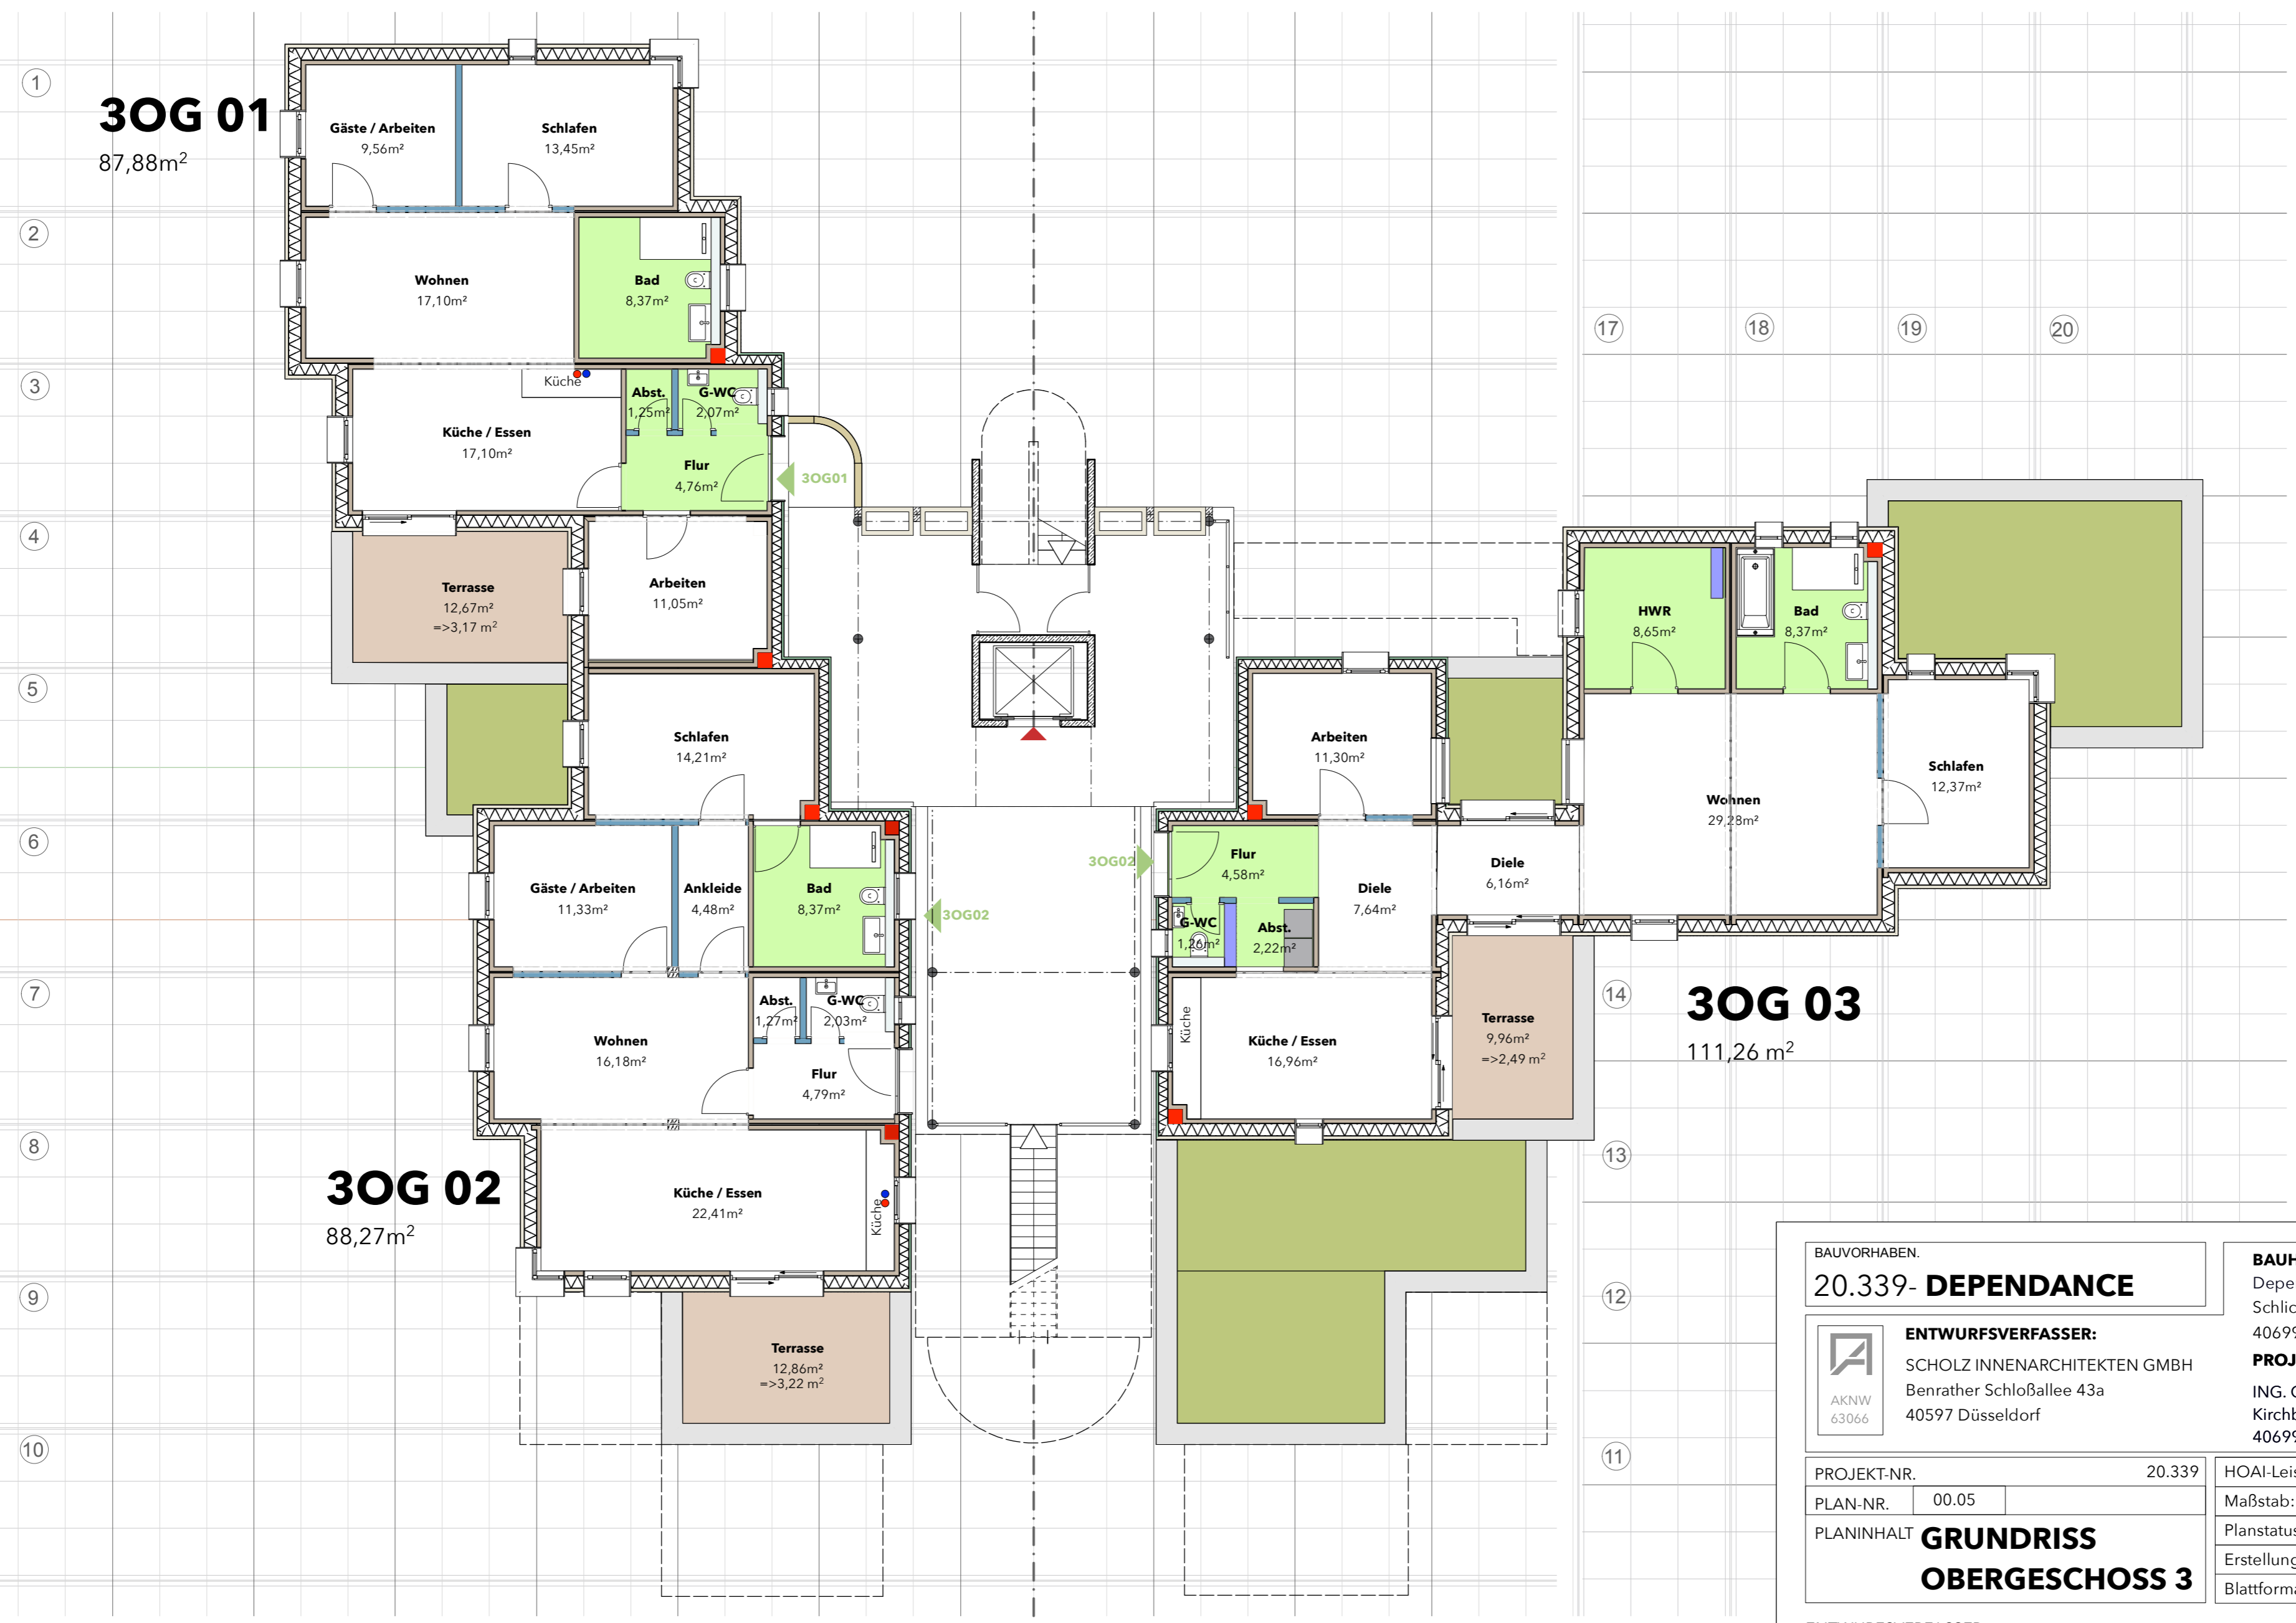 1
3OG 01
87,88m²
Gäste / Arbeiten
9,56m²
Schlafen
13,45m²
2
Wohnen
17,10m²
Bad
8,37m²
17
18
19
20
3
Küche
Abst.
1,25m²
G-WC
2,07m²
Küche / Essen
17,10m²
Flur
4,76m²
3OG01
4
Terrasse
12,67m²
=>3,17 m²
Arbeiten
11,05m²
HWR
8,65m²
Bad
8,37m²
5
Schlafen
14,21m²
Arbeiten
11,30m²
Wohnen
29,28m²
Schlafen
12,37m²
6
Gäste / Arbeiten
11,33m²
Ankleide
4,48m²
Bad
8,37m²
3OG02
3OG02
Flur
4,58m²
Diele
7,64m²
Diele
6,16m²
G-WC
1,26m²
Abst.
2,22m²
7
Wohnen
16,18m²
Abst.
1,27m²
G-WC
2,03m²
Flur
4,79m²
Küche
Küche / Essen
16,96m²
Terrasse
9,96m²
=>2,49 m²
14
3OG 03
111,26 m²
8
3OG 02
88,27m²
Küche / Essen
22,41m²
Küche
13
9
Terrasse
12,86m²
=>3,22 m²
12
10
11
BAUVORHABEN.
20.339- DEPENDANCE
ENTWURFSVERFASSER:
SCHOLZ INNENARCHITEKTEN GMBH
Benrather Schloßallee 43a
40597 Düsseldorf
AKNW
63066
PROJEKT-NR. 20.339
PLAN-NR. 00.05
PLANINHALT GRUNDRISS
OBERGESCHOSS 3
ING.
Maßstab: